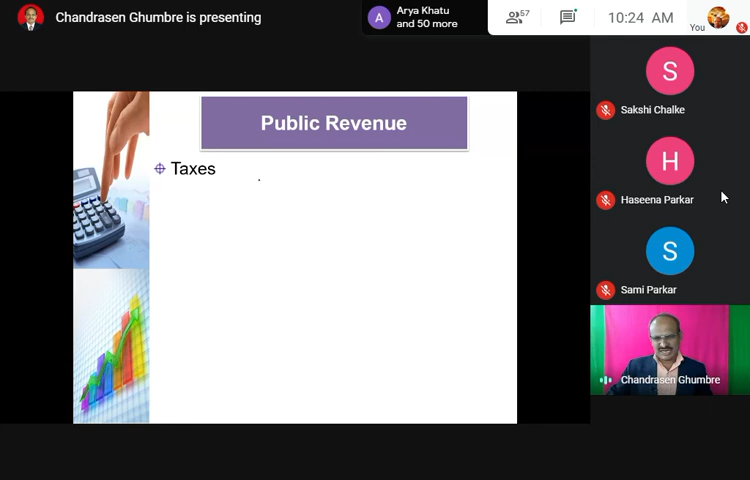 Chandrasen Ghumbre is presenting
A
Arya Khatu
and 50 more
57
10:24 AM
You
Public Revenue
Taxes
S
Sakshi Chalke
H
Haseena Parkar
S
Sami Parkar
Chandrasen Ghumbre